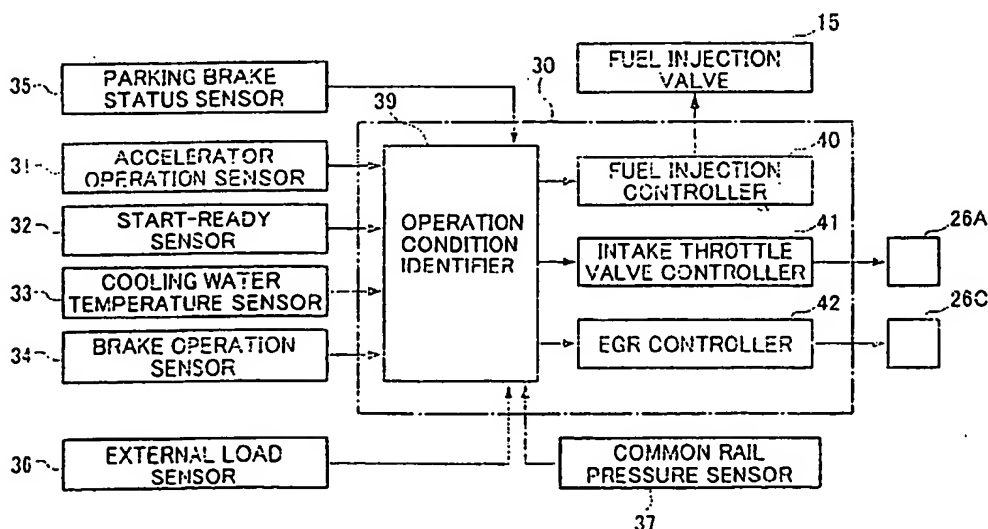 15
FUEL INJECTION
VALVE
30
35
PARKING BRAKE
STATUS SENSOR
39
31
ACCELERATOR
OPERATION SENSOR
40
FUEL INJECTION
CONTROLLER
32
START-READY
SENSOR
OPERATION
CONDITION
IDENTIFIER
41
INTAKE THROTTLE
VALVE CONTROLLER
26A
33
COOLING WATER
TEMPERATURE SENSOR
34
BRAKE OPERATION
SENSOR
42
EGR CONTROLLER
26C
36
EXTERNAL LOAD
SENSOR
COMMON RAIL
PRESSURE SENSOR
37